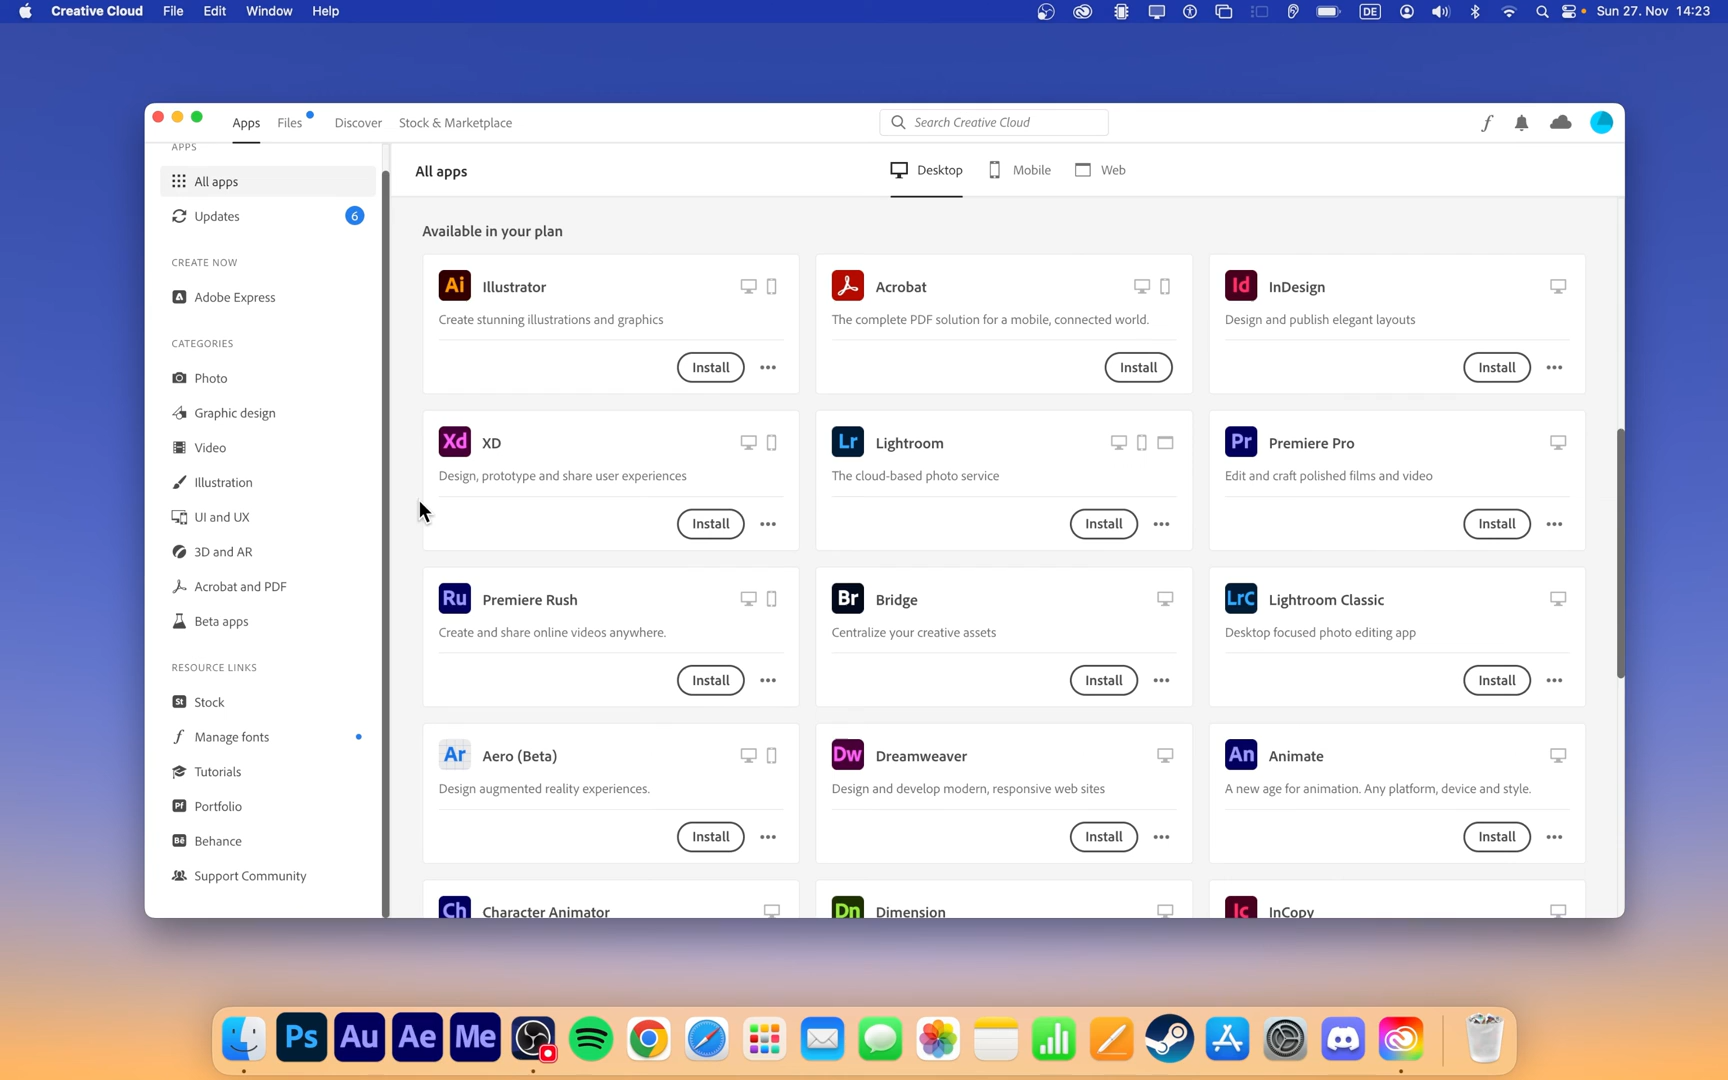 Creative Cloud File Edit Window Help DE Sun 27. Nov 14:23
Apps Files Discover Stock & Marketplace Search Creative Cloud
APPS
All apps
Updates 6
CREATE NOW
Adobe Express
CATEGORIES
Photo
Graphic design
Video
Illustration
UI and UX
3D and AR
Acrobat and PDF
Beta apps
RESOURCE LINKS
St Stock
Manage fonts
Tutorials
Pf Portfolio
Bē Behance
Support Community
All apps Desktop Mobile Web
Available in your plan
Ai Illustrator
Create stunning illustrations and graphics
Install
Acrobat
The complete PDF solution for a mobile, connected world.
Install
Id InDesign
Design and publish elegant layouts
Install
Xd XD
Design, prototype and share user experiences
Install
Lr Lightroom
The cloud-based photo service
Install
Pr Premiere Pro
Edit and craft polished films and video
Install
Ru Premiere Rush
Create and share online videos anywhere.
Install
Br Bridge
Centralize your creative assets
Install
LrC Lightroom Classic
Desktop focused photo editing app
Install
Ar Aero (Beta)
Design augmented reality experiences.
Install
Dw Dreamweaver
Design and develop modern, responsive web sites
Install
An Animate
A new age for animation. Any platform, device and style.
Install
Ch Character Animator
Dn Dimension
Ic InCopy
Ps Au Ae Me